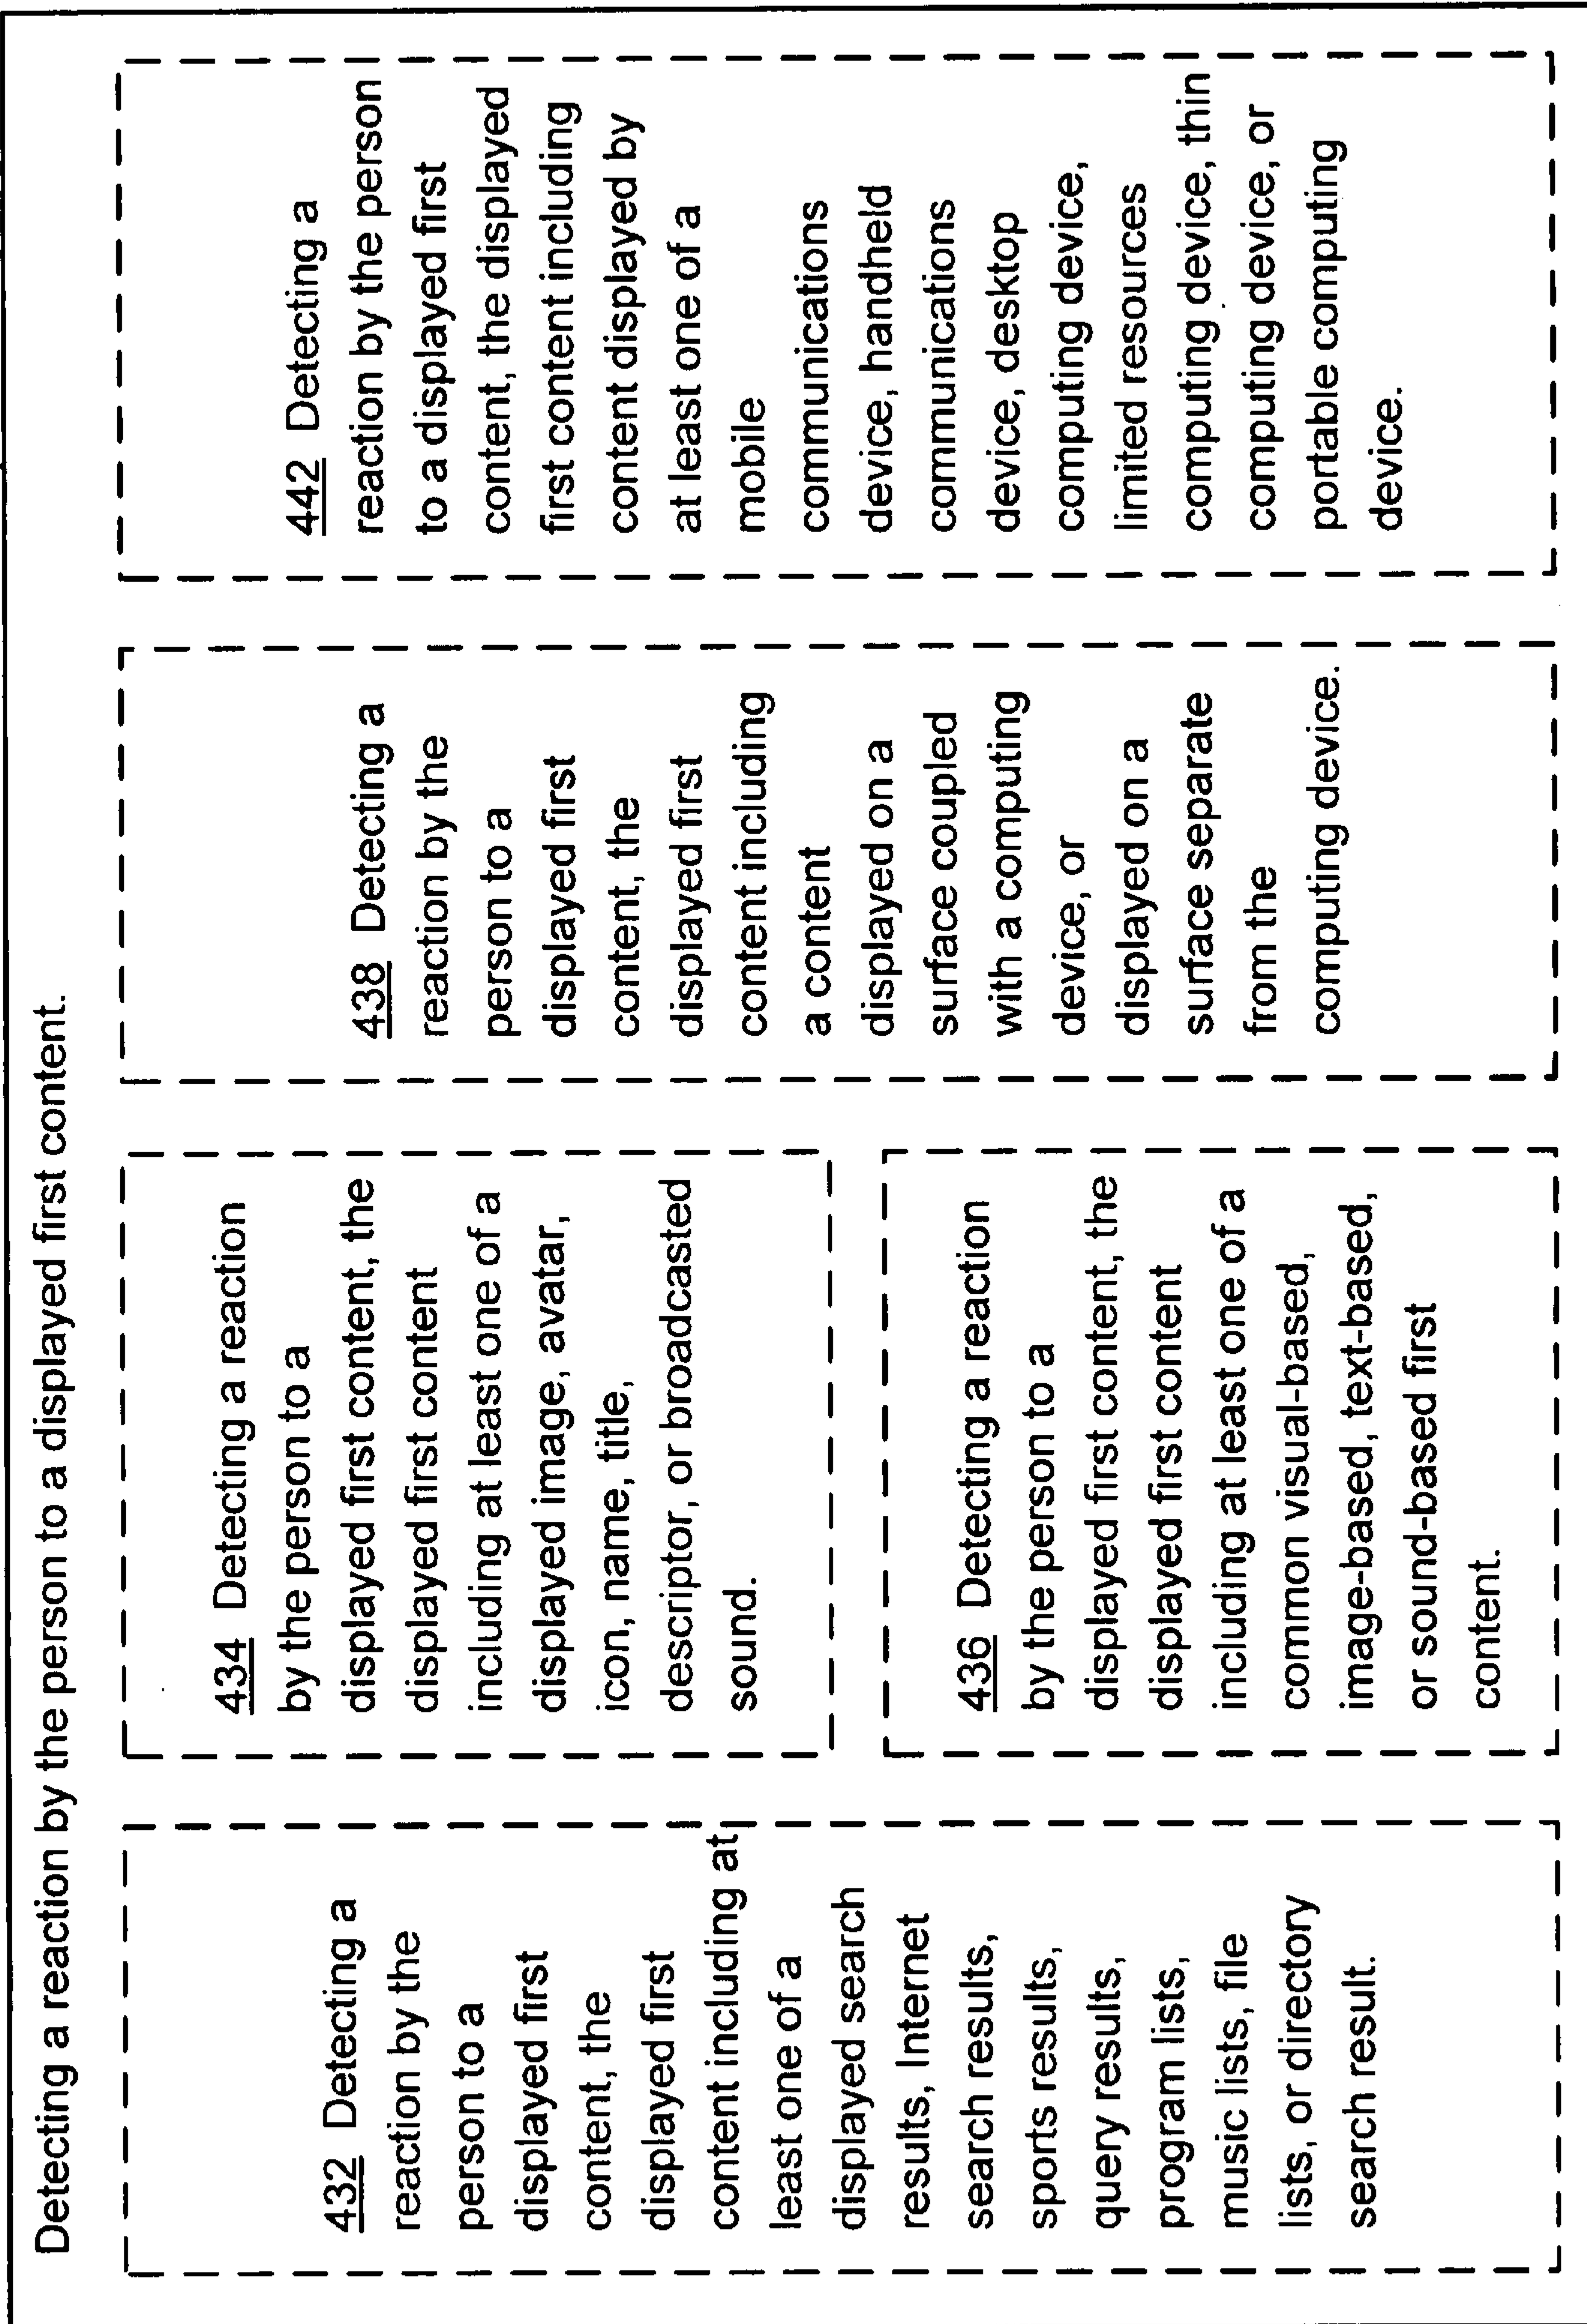 Detecting a reaction by the person to a displayed first content.
432 Detecting a
reaction by the
person to a
displayed first
content, the
displayed first
content including at
least one of a
displayed search
results, Internet
search results,
sports results,
query results,
program lists,
music lists, file
lists, or directory
search result.
434 Detecting a reaction
by the person to a
displayed first content, the
displayed first content
including at least one of a
displayed image, avatar,
icon, name, title,
descriptor, or broadcasted
sound.
436 Detecting a reaction
by the person to a
displayed first content, the
displayed first content
including at least one of a
common visual-based,
image-based, text-based,
or sound-based first
content.
438 Detecting a
reaction by the
person to a
displayed first
content, the
displayed first
content including
a content
displayed on a
surface coupled
with a computing
device, or
displayed on a
surface separate
from the
computing device.
442 Detecting a
reaction by the person
to a displayed first
content, the displayed
first content including
content displayed by
at least one of a
mobile
communications
device, handheld
communications
device, desktop
computing device,
limited resources
computing device, thin
computing device, or
portable computing
device.